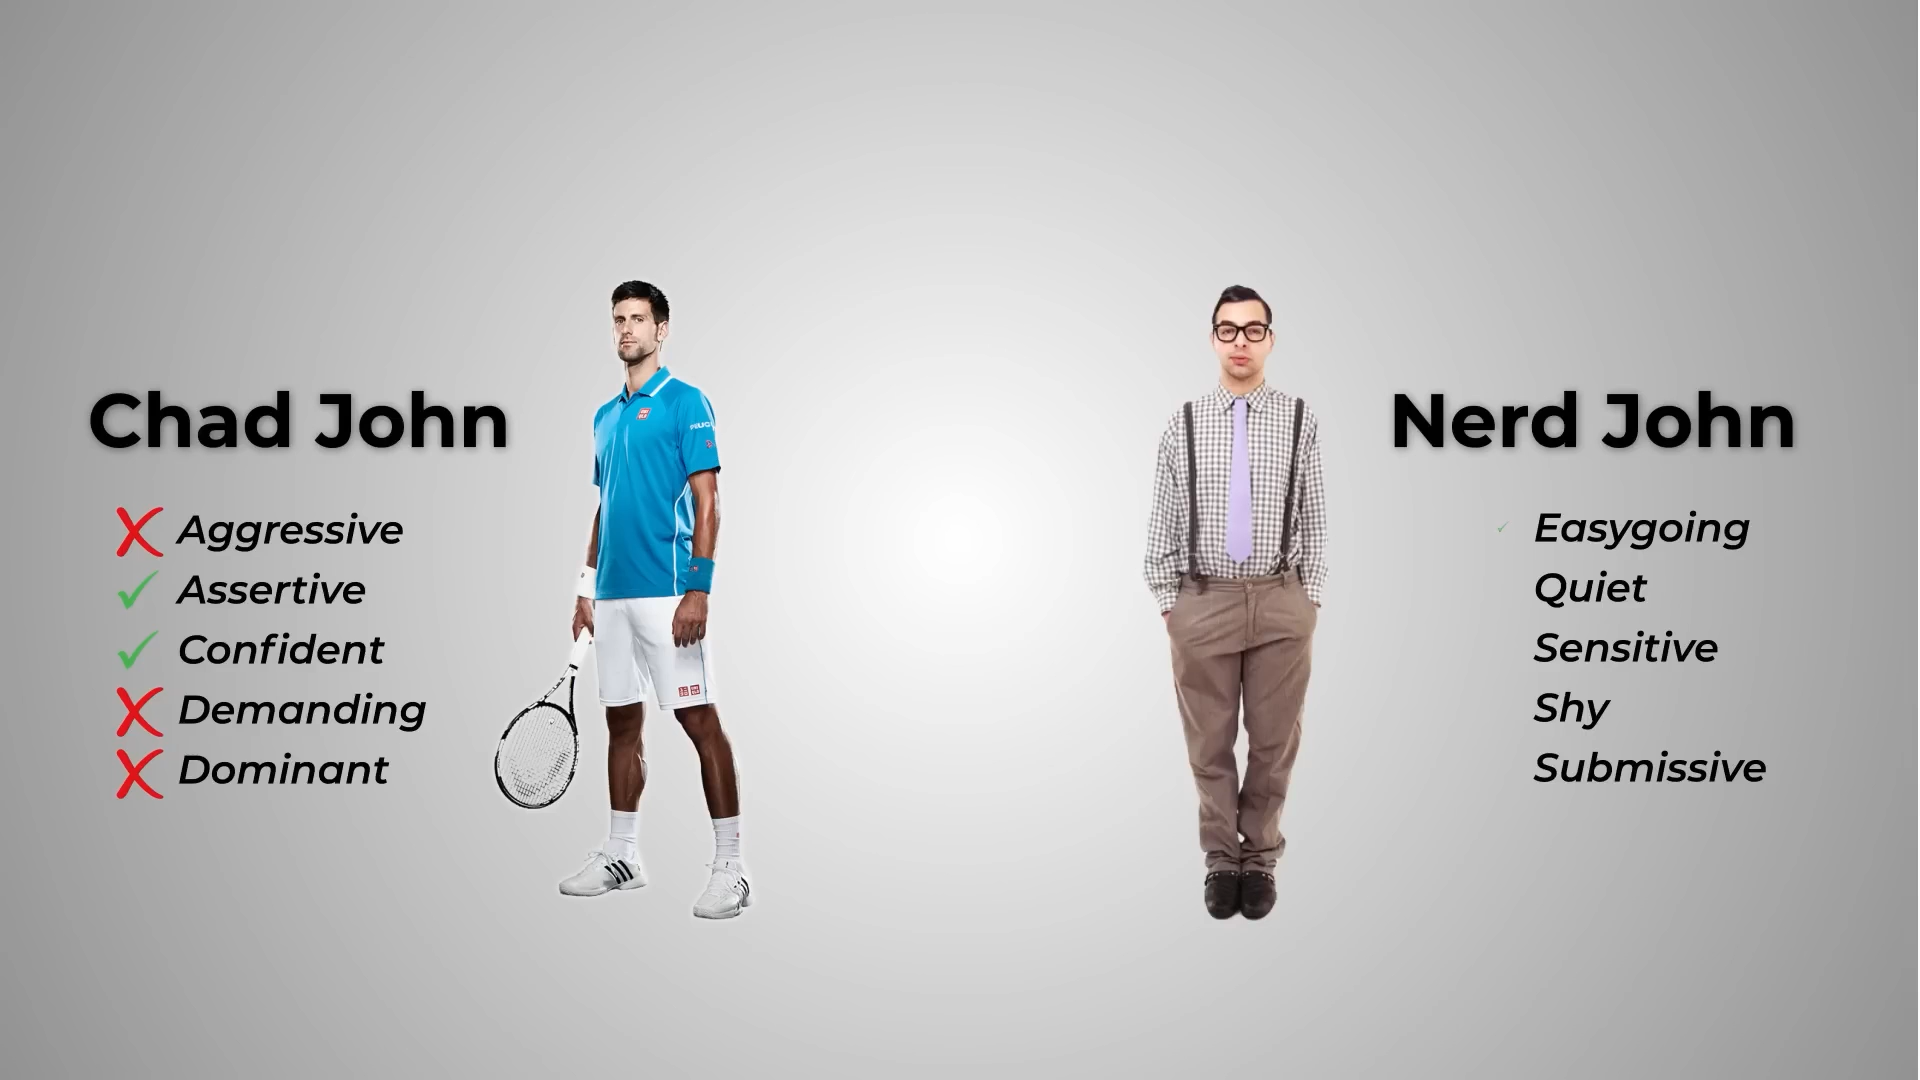 Chad John
Aggressive
Assertive
Confident
Demanding
Dominant
Nerd John
Easygoing
Quiet
Sensitive
Shy
Submissive